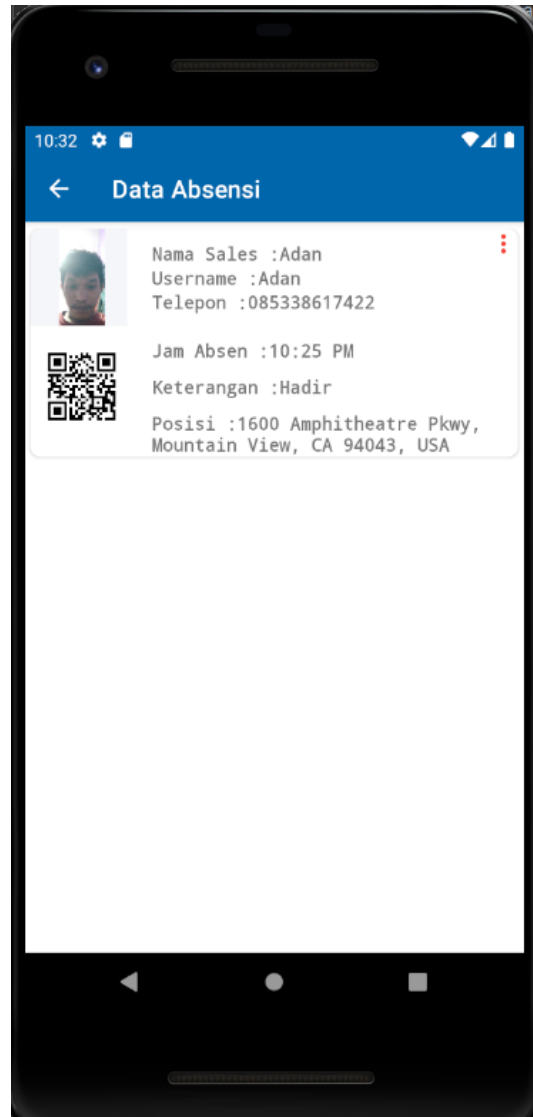 10:32
Data Absensi
Nama Sales :Adan
Username :Adan
Telepon :085338617422
Jam Absen :10:25 PM
Keterangan :Hadir
Posisi :1600 Amphitheatre Pkwy,
Mountain View, CA 94043, USA